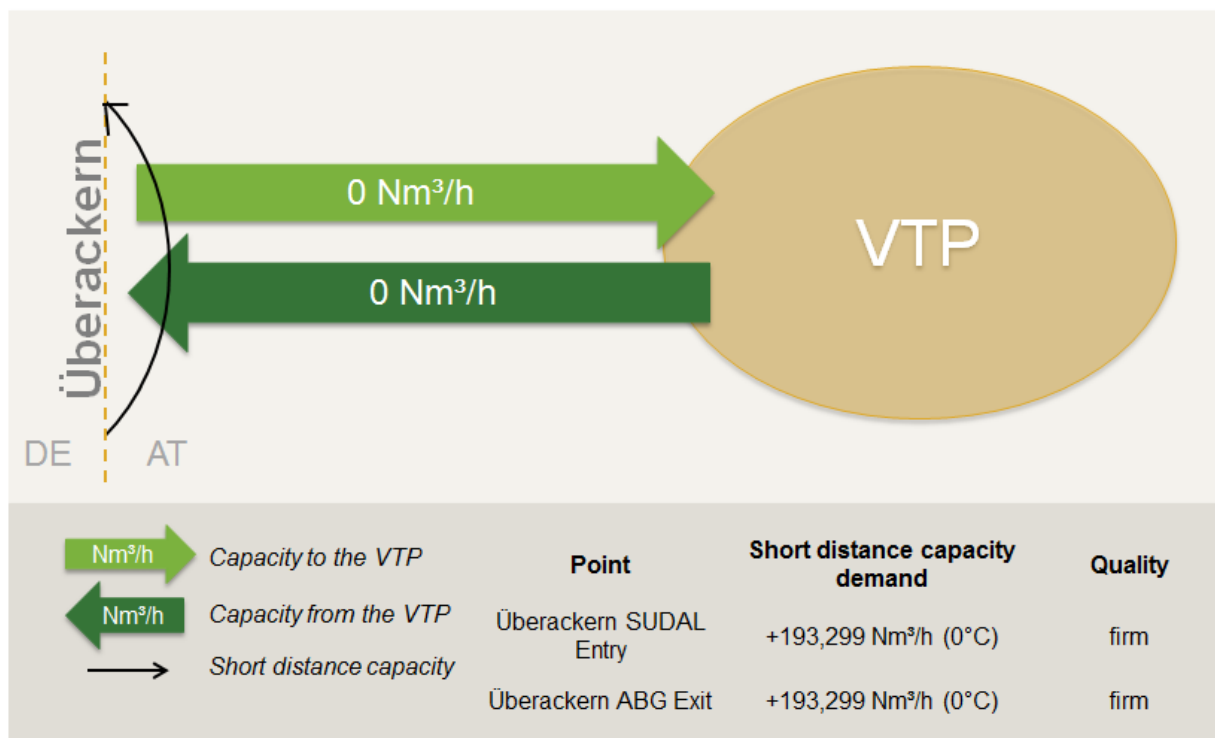 Überackern
0 Nm³/h
VTP
0 Nm³/h
DE
AT
Nm³/h
Capacity to the VTP
Nm³/h
Capacity from the VTP
Short distance capacity
Point
Short distance capacity
demand
Quality
Überackern SUDAL
Entry
+193,299 Nm³/h (0°C)
firm
Überackern ABG Exit
+193,299 Nm³/h (0°C)
firm